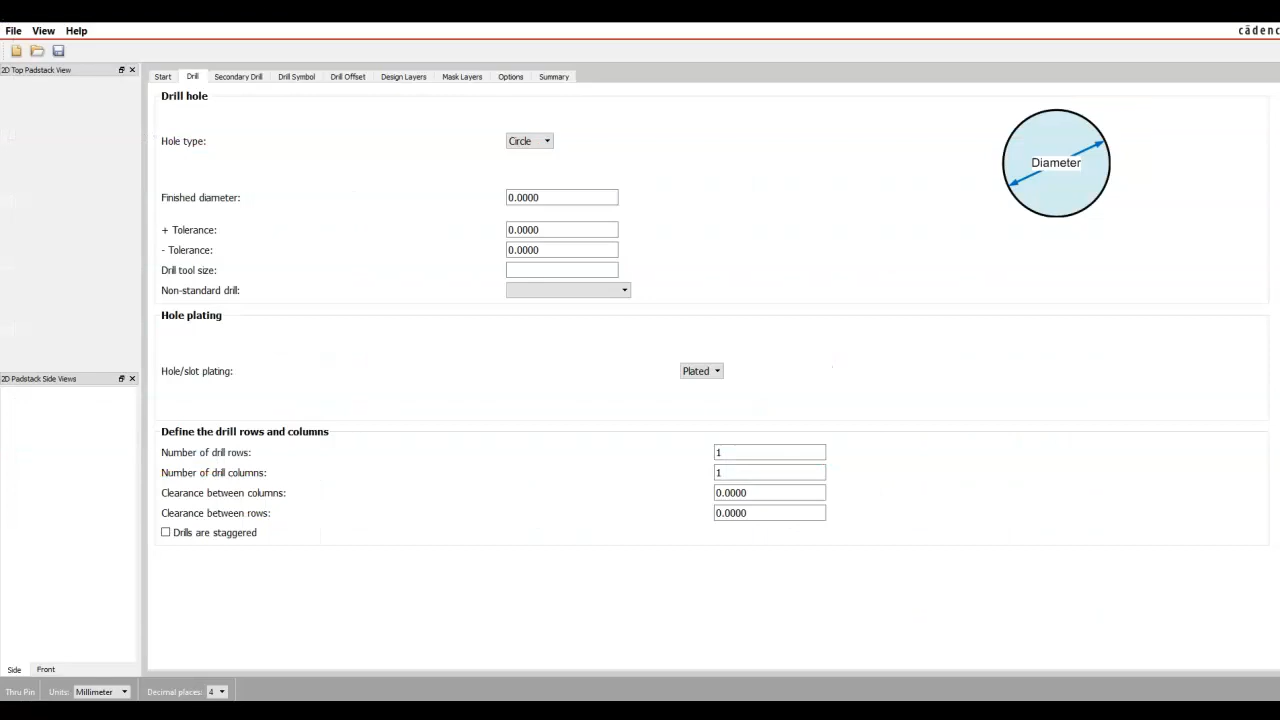 File View Help
cādenc
2D Top Padstack View
Start Drill Secondary Drill Drill Symbol Drill Offset Design Layers Mask Layers Options Summary
Drill hole
Hole type: Circle
Diameter
Finished diameter: 0.0000
+ Tolerance: 0.0000
- Tolerance: 0.0000
Drill tool size:
Non-standard drill:
Hole plating
Hole/slot plating: Plated
2D Padstack Side Views
Define the drill rows and columns
Number of drill rows: 1
Number of drill columns: 1
Clearance between columns: 0.0000
Clearance between rows: 0.0000
Drills are staggered
Side Front
Thru Pin Units: Millimeter Decimal places: 4